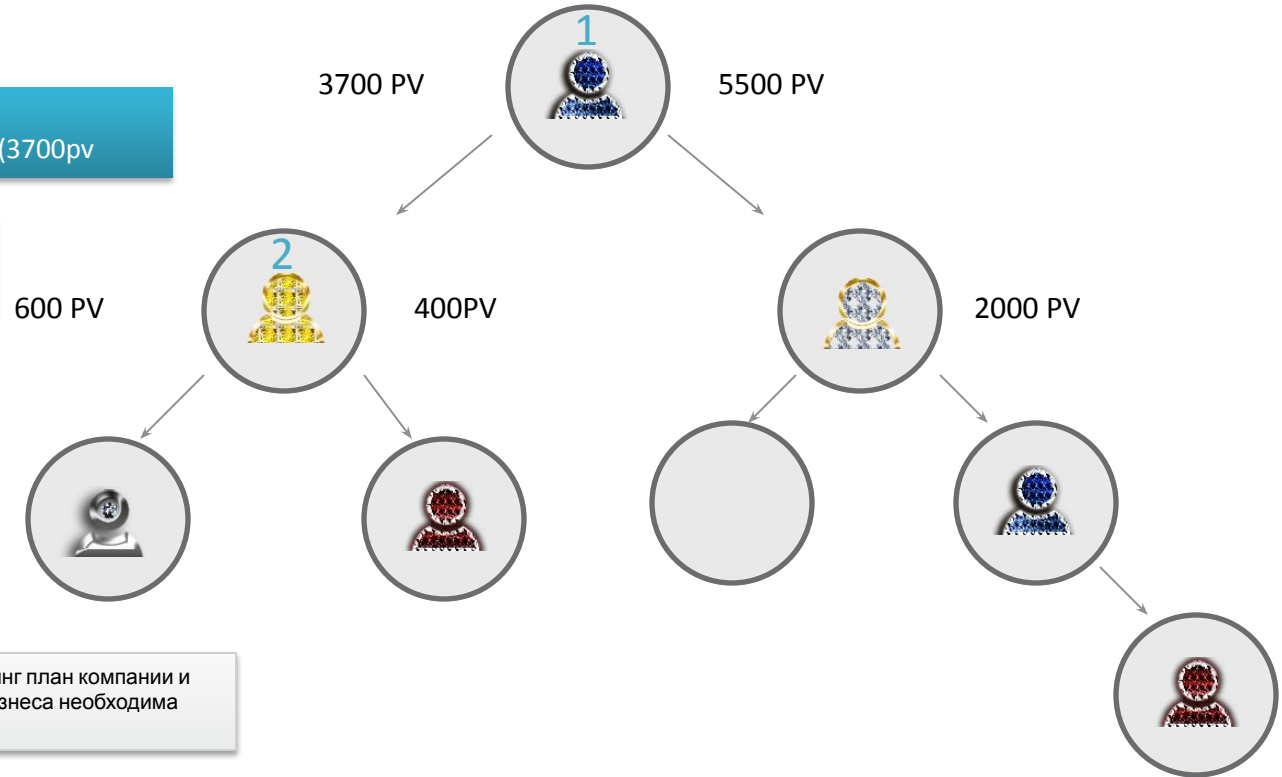 1
3700 PV
5500 PV
(3700pv
2
600 PV
400PV
2000 PV
нг план компании и
знеса необходима